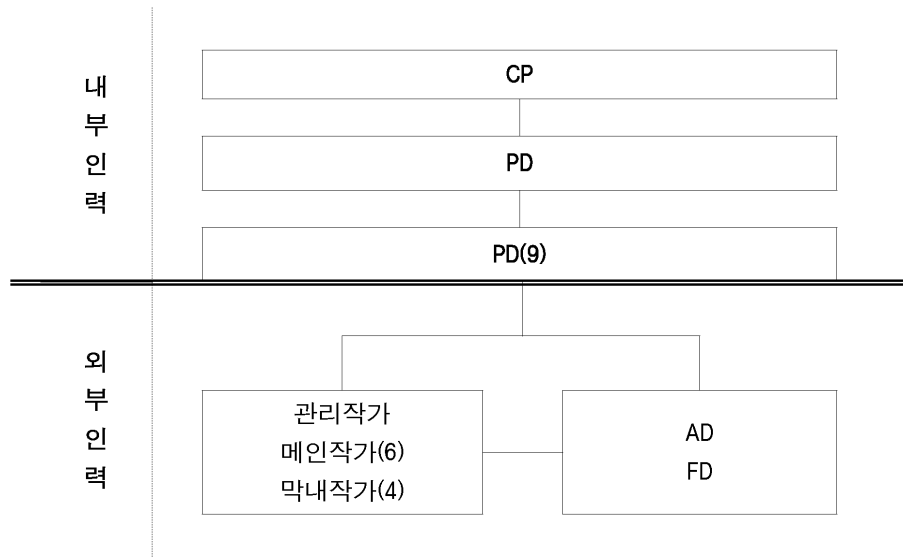 내부인력
CP
PD
PD(9)
외부인력
관리작가
메인작가(6)
막내작가(4)
AD
FD